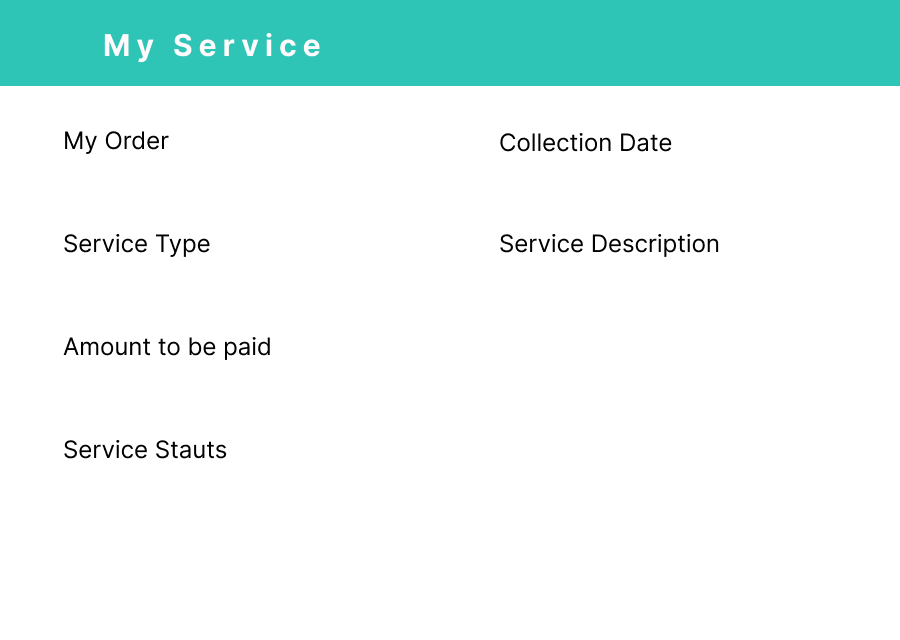 My Service
My Order
Collection Date
Service Type
Service Description
Amount to be paid
Service Stauts